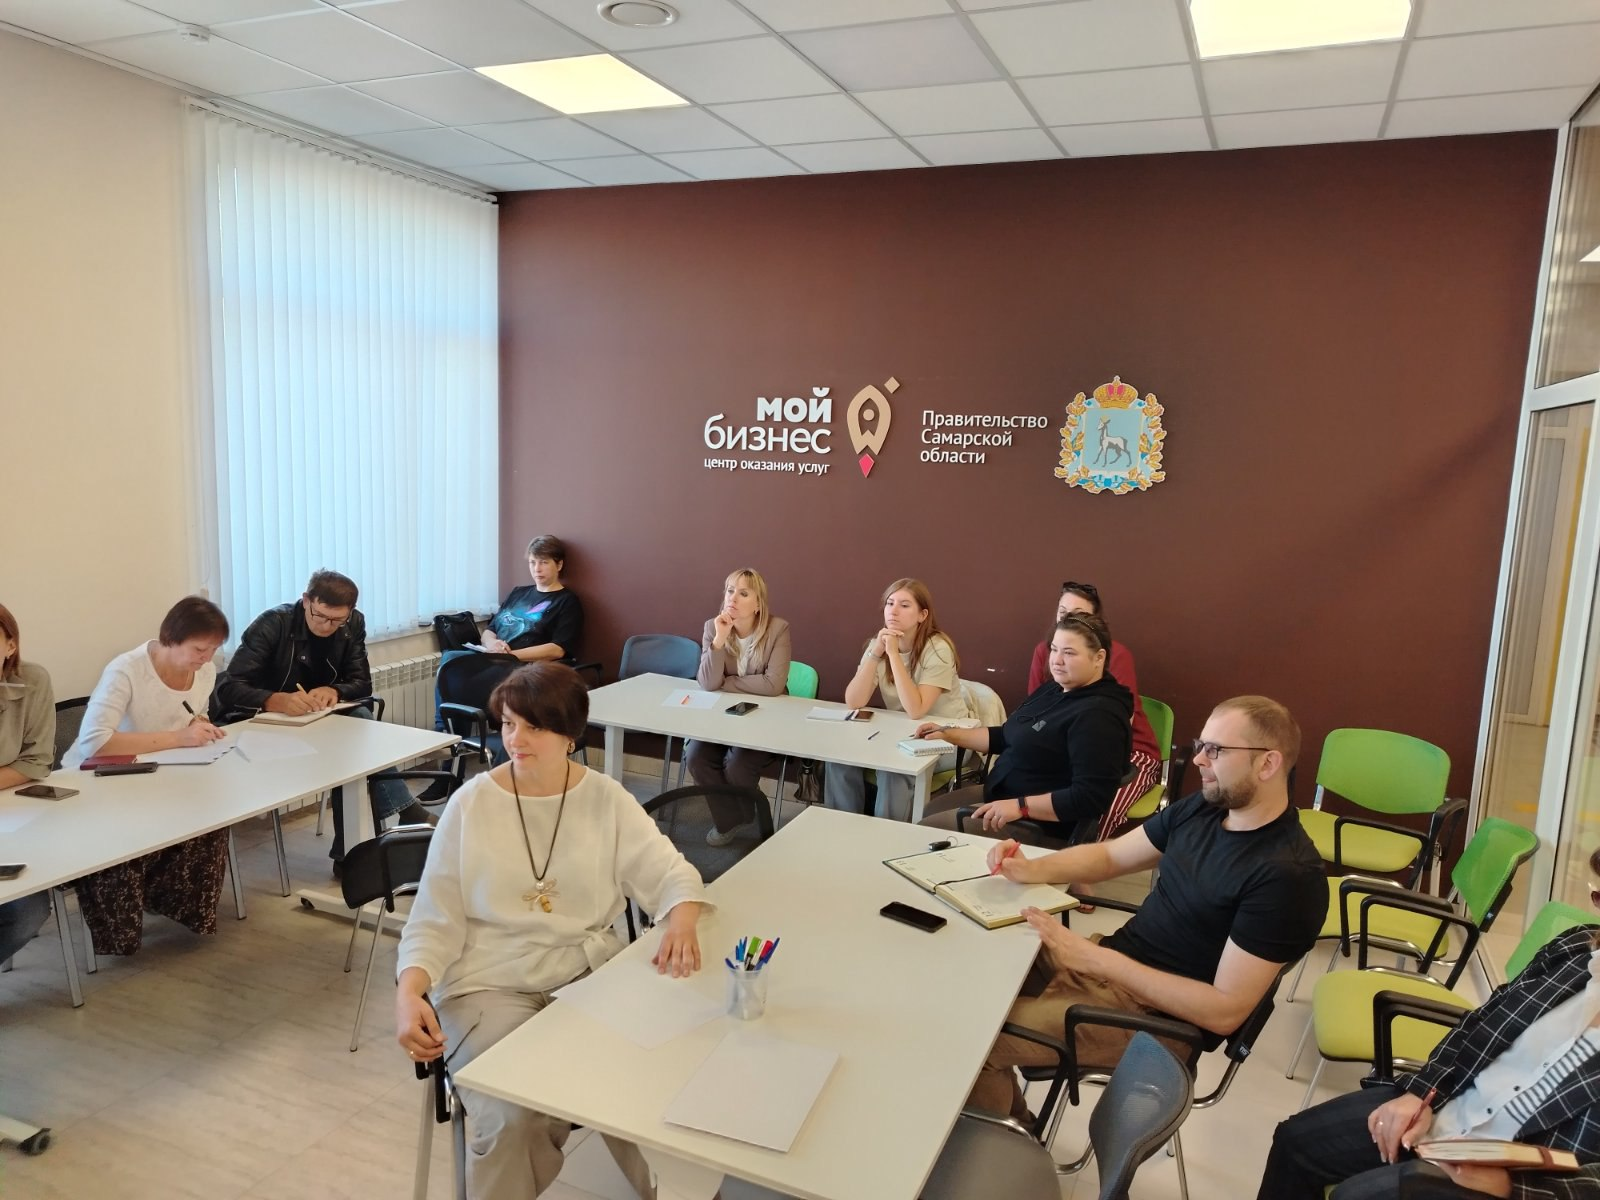 мой
бизнес
центр оказания услуг
Правительство
Самарской
области